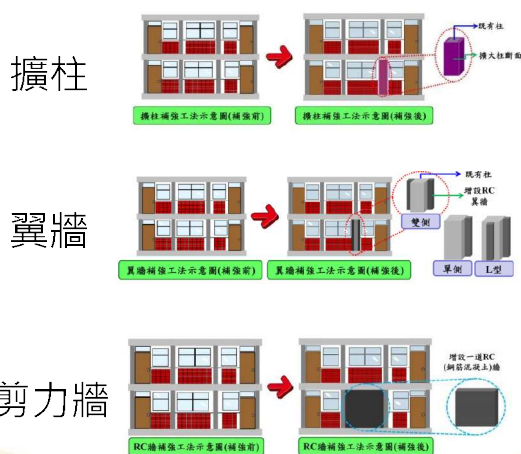 擴柱
既有柱
擴大柱斷面
擴柱補強工法示意圖(補強前)
擴柱補強工法示意圖(補強後)
翼牆
既有柱
增設RC
翼牆
雙側
單側
L型
翼牆補強工法示意圖(補強前)
翼牆補強工法示意圖(補強後)
剪力牆
增設一道RC
(鋼筋混凝土)牆
RC牆補強工法示意圖(補強前)
RC牆補強工法示意圖(補強後)